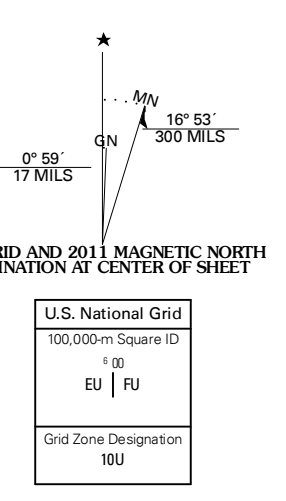 ★
MN
16° 53´
300 MILS
GN
0° 59´
17 MILS
RID AND 2011 MAGNETIC NORTH
INATION AT CENTER OF SHEET
U.S. National Grid
100,000-m Square ID
6 00
EU FU
Grid Zone Designation
10U